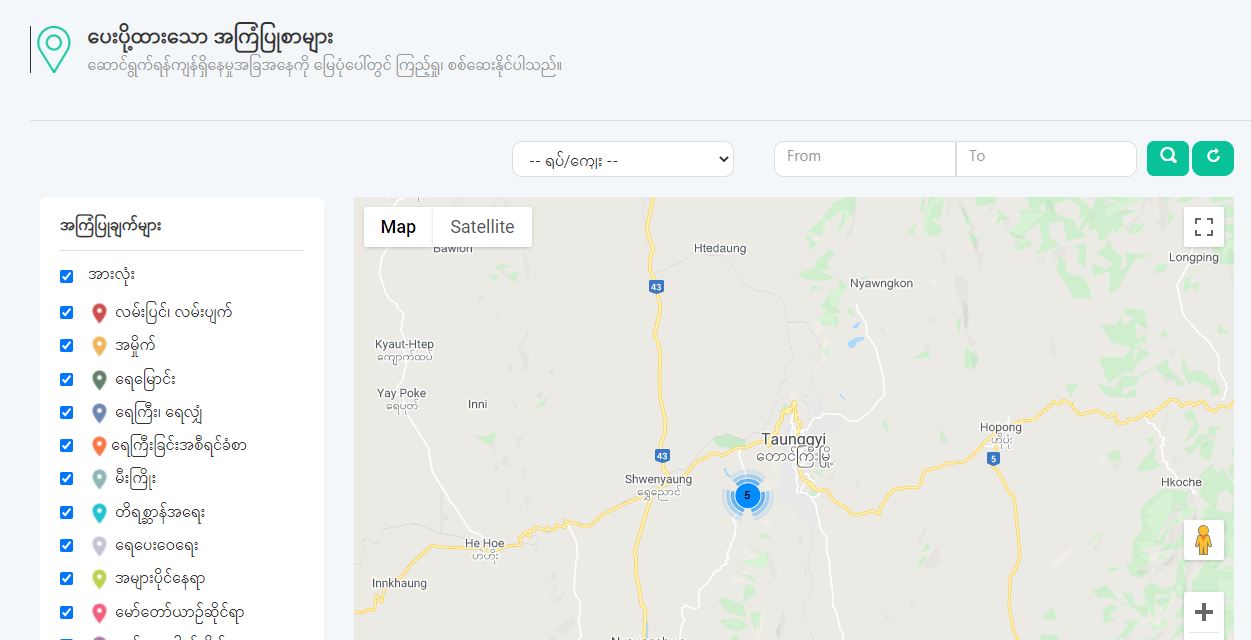 ပေးပို့ထားသော အကြံပြုစာများ
ဆောင်ရွက်ရန်ကျန်ရှိနေမှုအခြအနေကို မြေပုံပေါ်တွင် ကြည့်ရှု၊ စစ်ဆေးနိုင်ပါသည်။
-- ရပ်/ကျေး --
From
To
အကြံပြုချက်များ
အားလုံး
လမ်းပြင်၊ လမ်းပျက်
အမှိုက်
ရေမြောင်း
ရေကြီး၊ ရေလျှံ
ရေကြီးခြင်းအစီရင်ခံစာ
မီးကြိုး
တိရစ္ဆာန်အရေး
ရေပေးဝေရေး
အများပိုင်နေရာ
မော်တော်ယာဉ်ဆိုင်ရာ
Map
Satellite
Bawlon
Htedaung
Longping
Nyawngkon
43
Kyaut-Htep
ကျောက်ထပ်
Yay Poke
ရေပုတ်
Inni
Taunggyi
တောင်ကြီးမြို့
Hopong
ဟိုပုံး
43
5
Shwenyaung
ရွှေညောင်
5
Hkoche
He Hoe
ဟဲဟိုး
Innkhaung